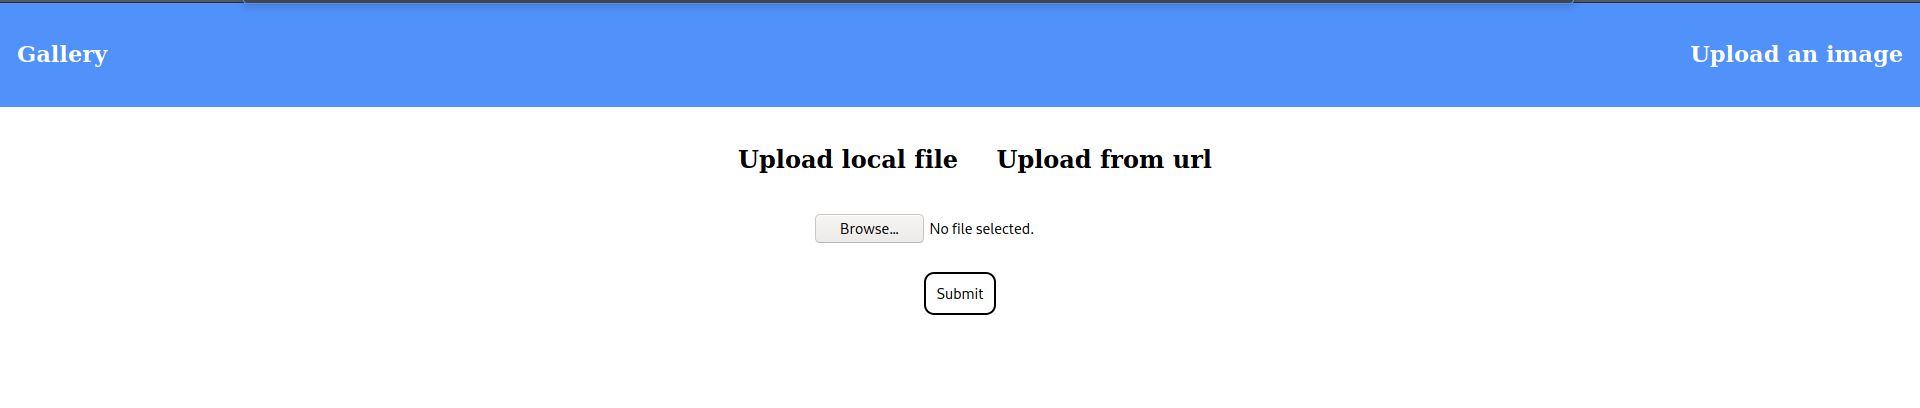 Gallery Upload an image
Upload local file Upload from url
Browse... No file selected.
Submit